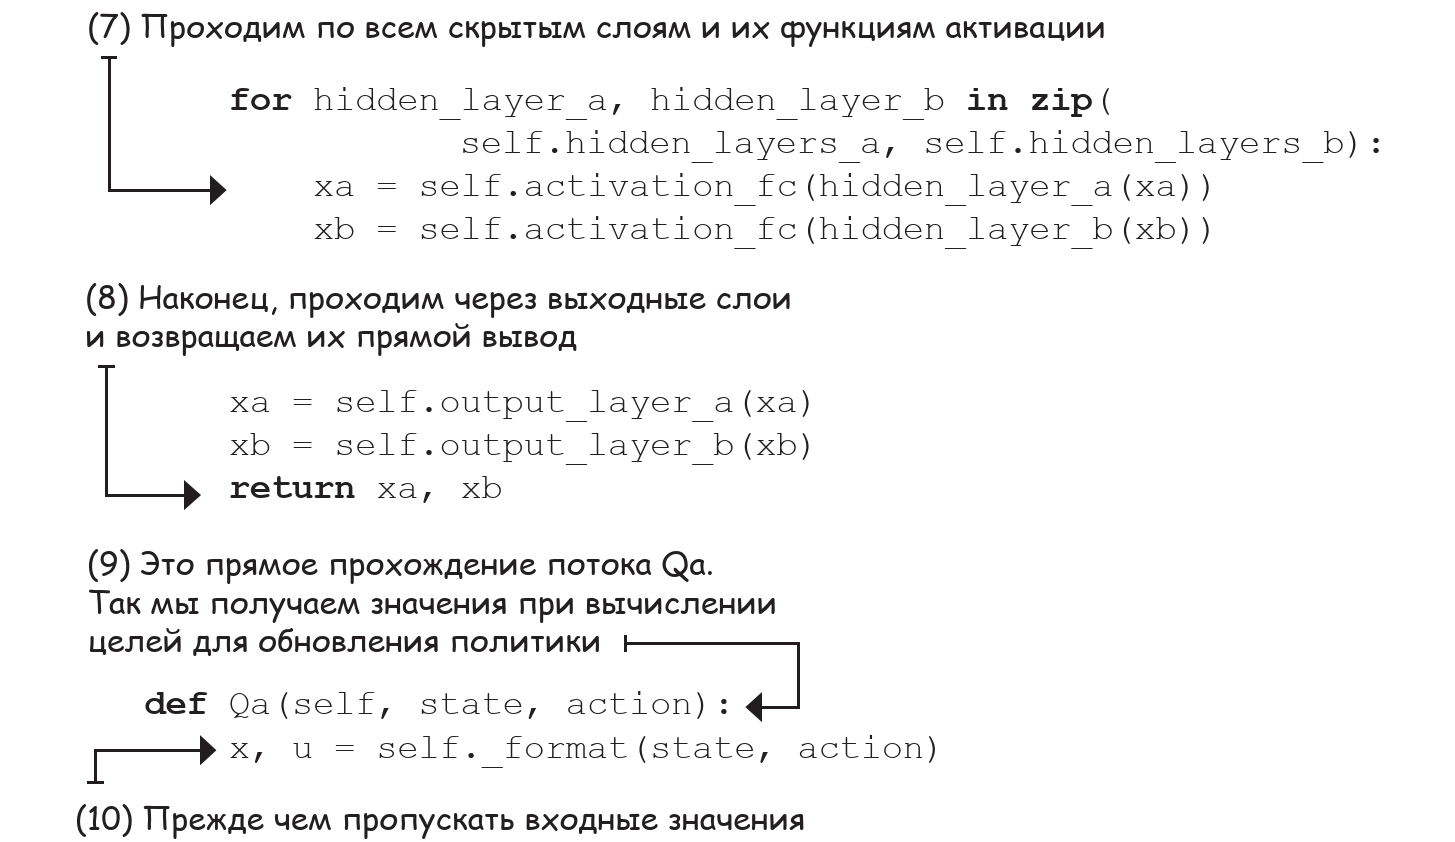 (7) Проходим по всем скрытым слоям и их функциям активации
for hidden_layer_a, hidden_layer_b in zip(
self.hidden_layers_a, self.hidden_layers_b):
xa = self.activation_fc(hidden_layer_a(xa))
xb = self.activation_fc(hidden_layer_b(xb))
(8) Наконец, проходим через выходные слои
и возвращаем их прямой вывод
xa = self.output_layer_a(xa)
xb = self.output_layer_b(xb)
return xa, xb
(9) Это прямое прохождение потока Qa.
Так мы получаем значения при вычислении
целей для обновления политики
def Qa(self, state, action):
x, u = self._format(state, action)
(10) Прежде чем пропускать входные значения